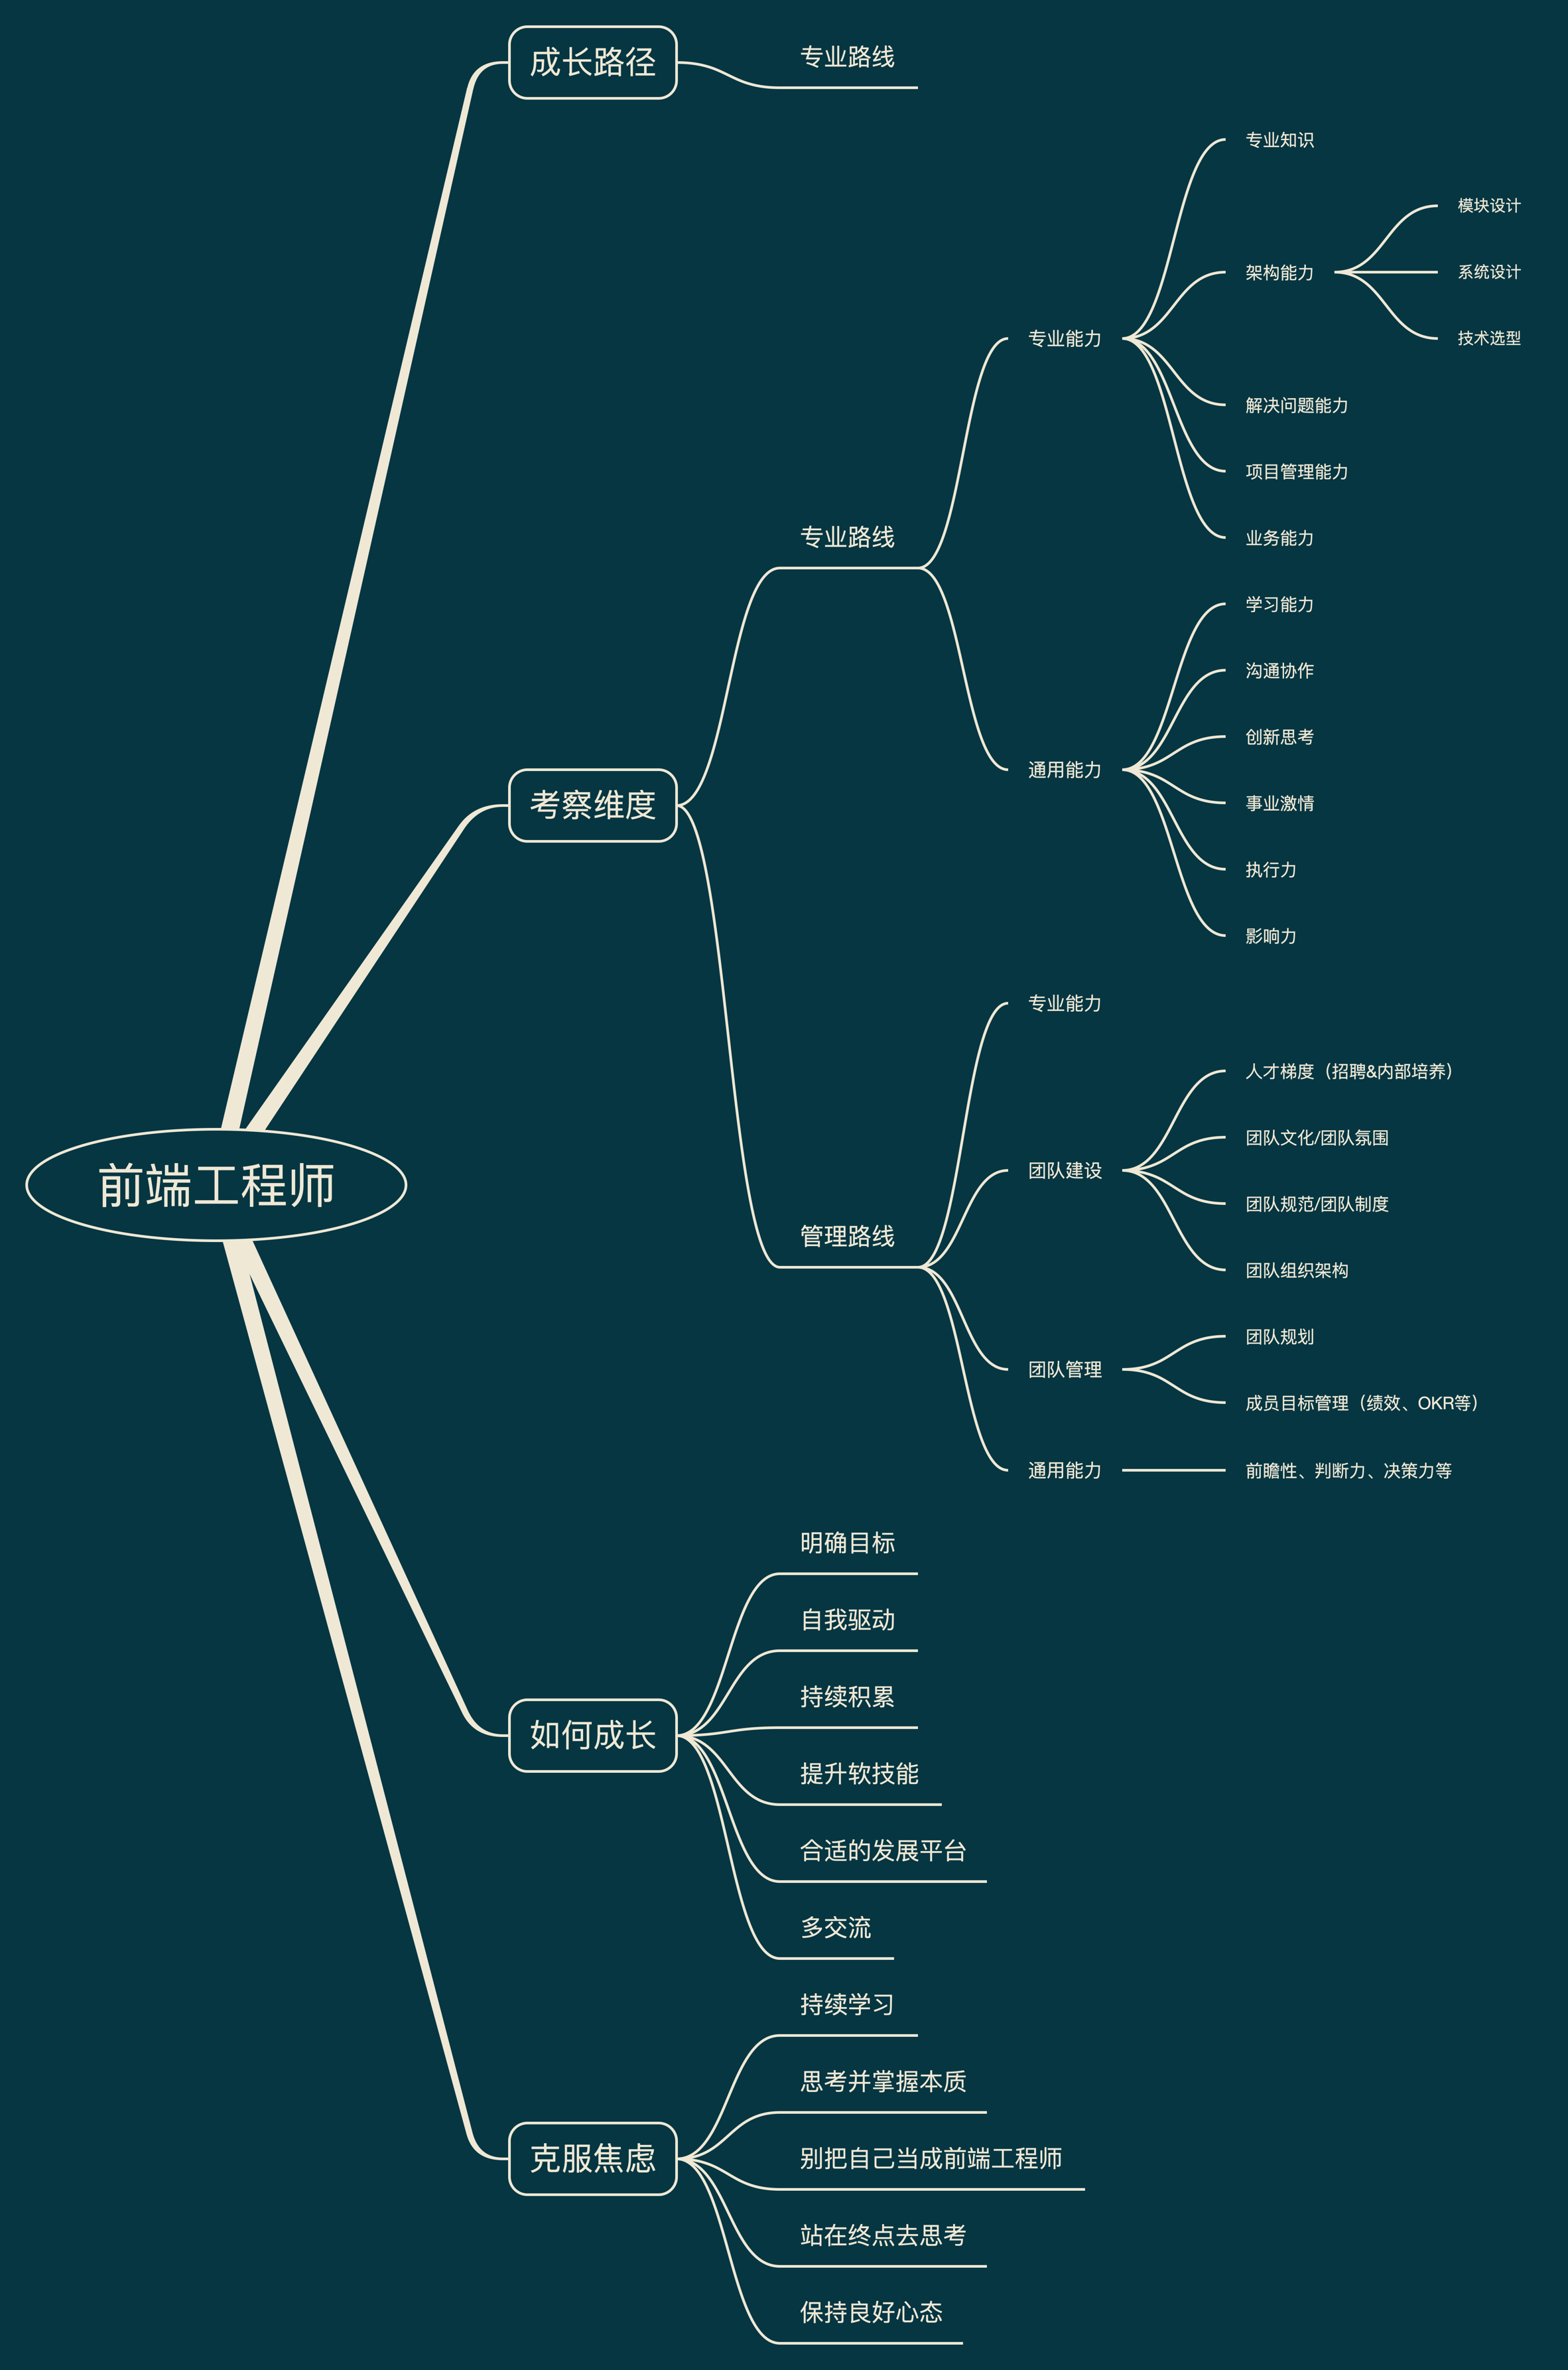 前端工程师
成长路径
专业路线
考察维度
专业路线
专业能力
专业知识
架构能力
模块设计
系统设计
技术选型
解决问题能力
项目管理能力
业务能力
通用能力
学习能力
沟通协作
创新思考
事业激情
执行力
影响力
管理路线
专业能力
团队建设
人才梯度（招聘&内部培养）
团队文化/团队氛围
团队规范/团队制度
团队组织架构
团队管理
团队规划
成员目标管理（绩效、OKR等）
通用能力
前瞻性、判断力、决策力等
如何成长
明确目标
自我驱动
持续积累
提升软技能
合适的发展平台
多交流
克服焦虑
持续学习
思考并掌握本质
别把自己当成前端工程师
站在终点去思考
保持良好心态